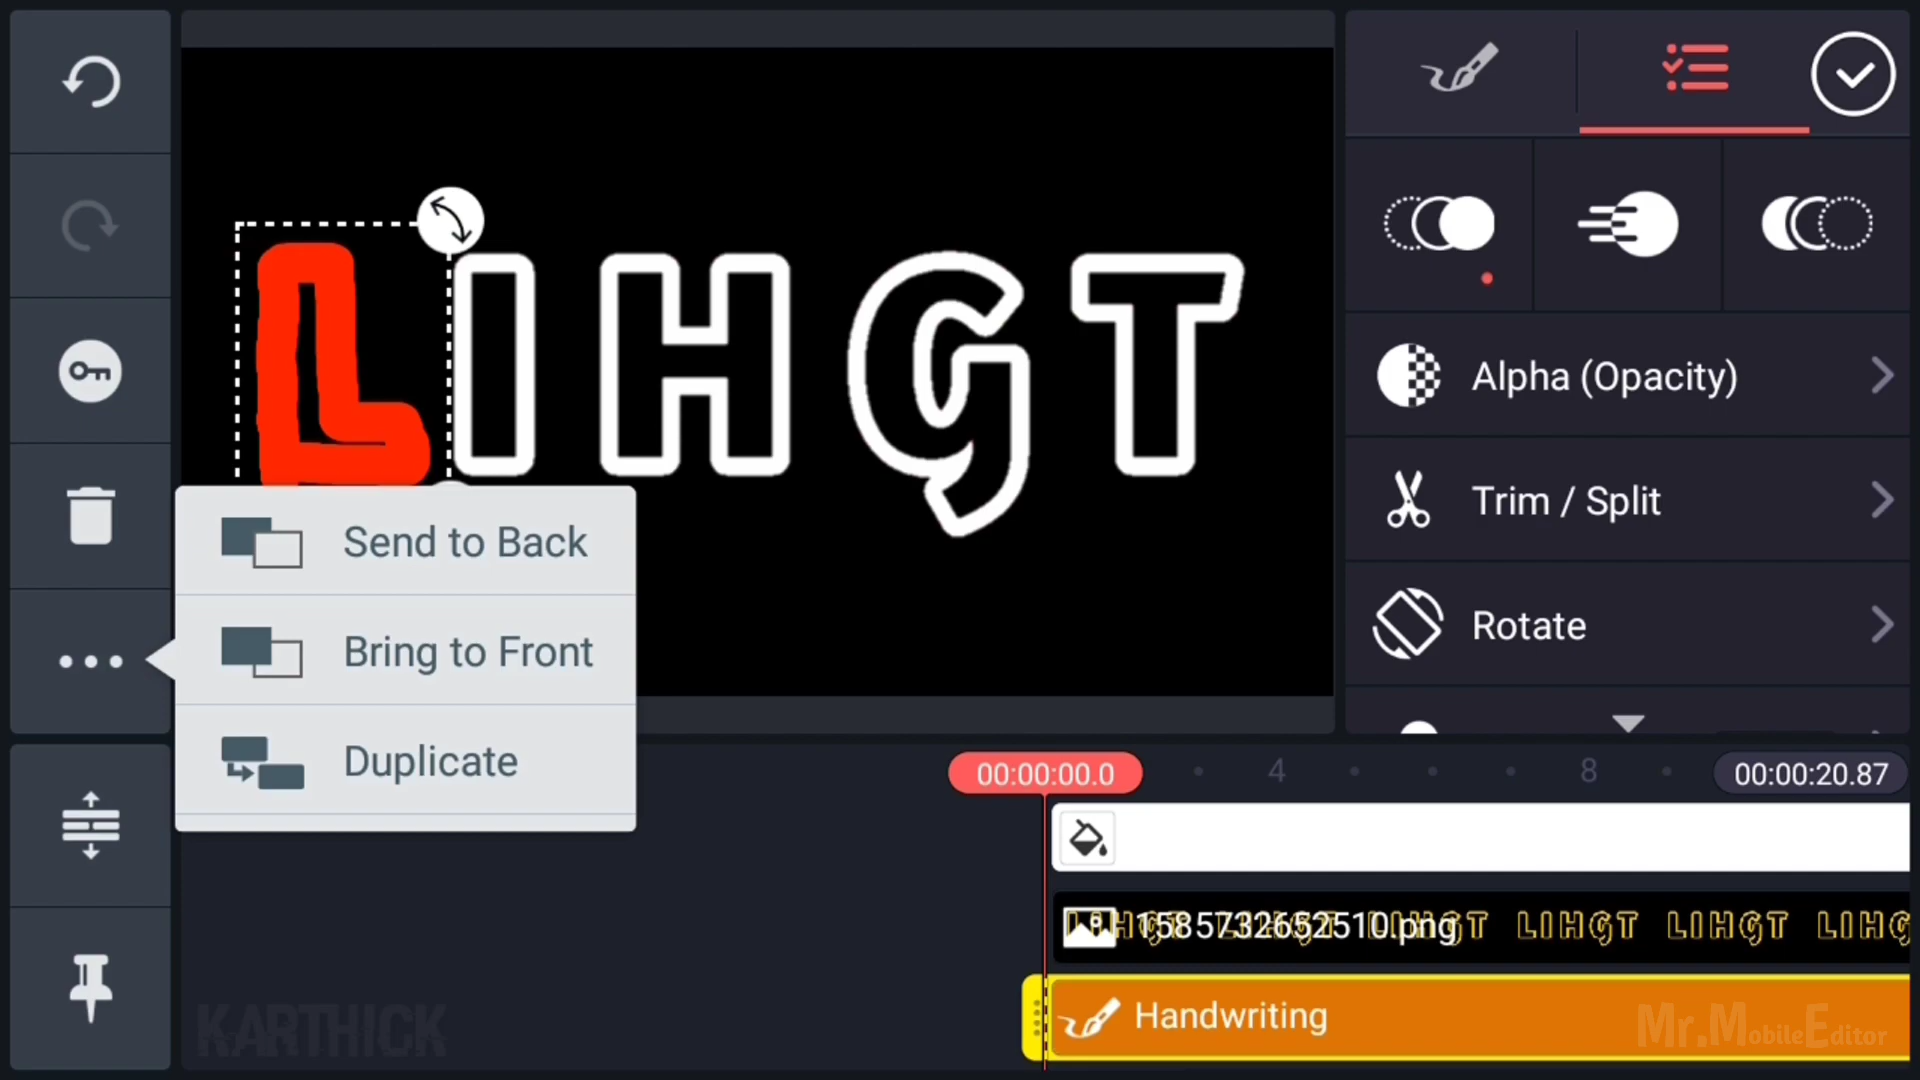 LIHGT
Alpha (Opacity)
Trim / Split
Rotate
Send to Back
Bring to Front
Duplicate
00:00:00.0
4
8
00:00:20.87
1585732652510.png
LIHGT LIHGT LIHG
Handwriting
KARTHICK
Mr.MobileEditor